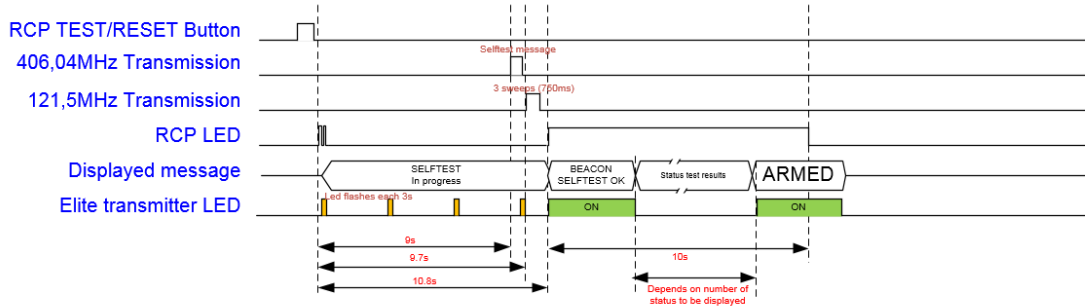 RCP TEST/RESET Button
Selftest message
406,04MHz Transmission
3 sweeps (750ms)
121,5MHz Transmission
RCP LED
Displayed message
SELFTEST
In progress
BEACON
SELFTEST OK
Status test results
ARMED
Led flashes each 3s
Elite transmitter LED
ON
ON
9s
10s
9.7s
10.8s
Depends on number of
status to be displayed